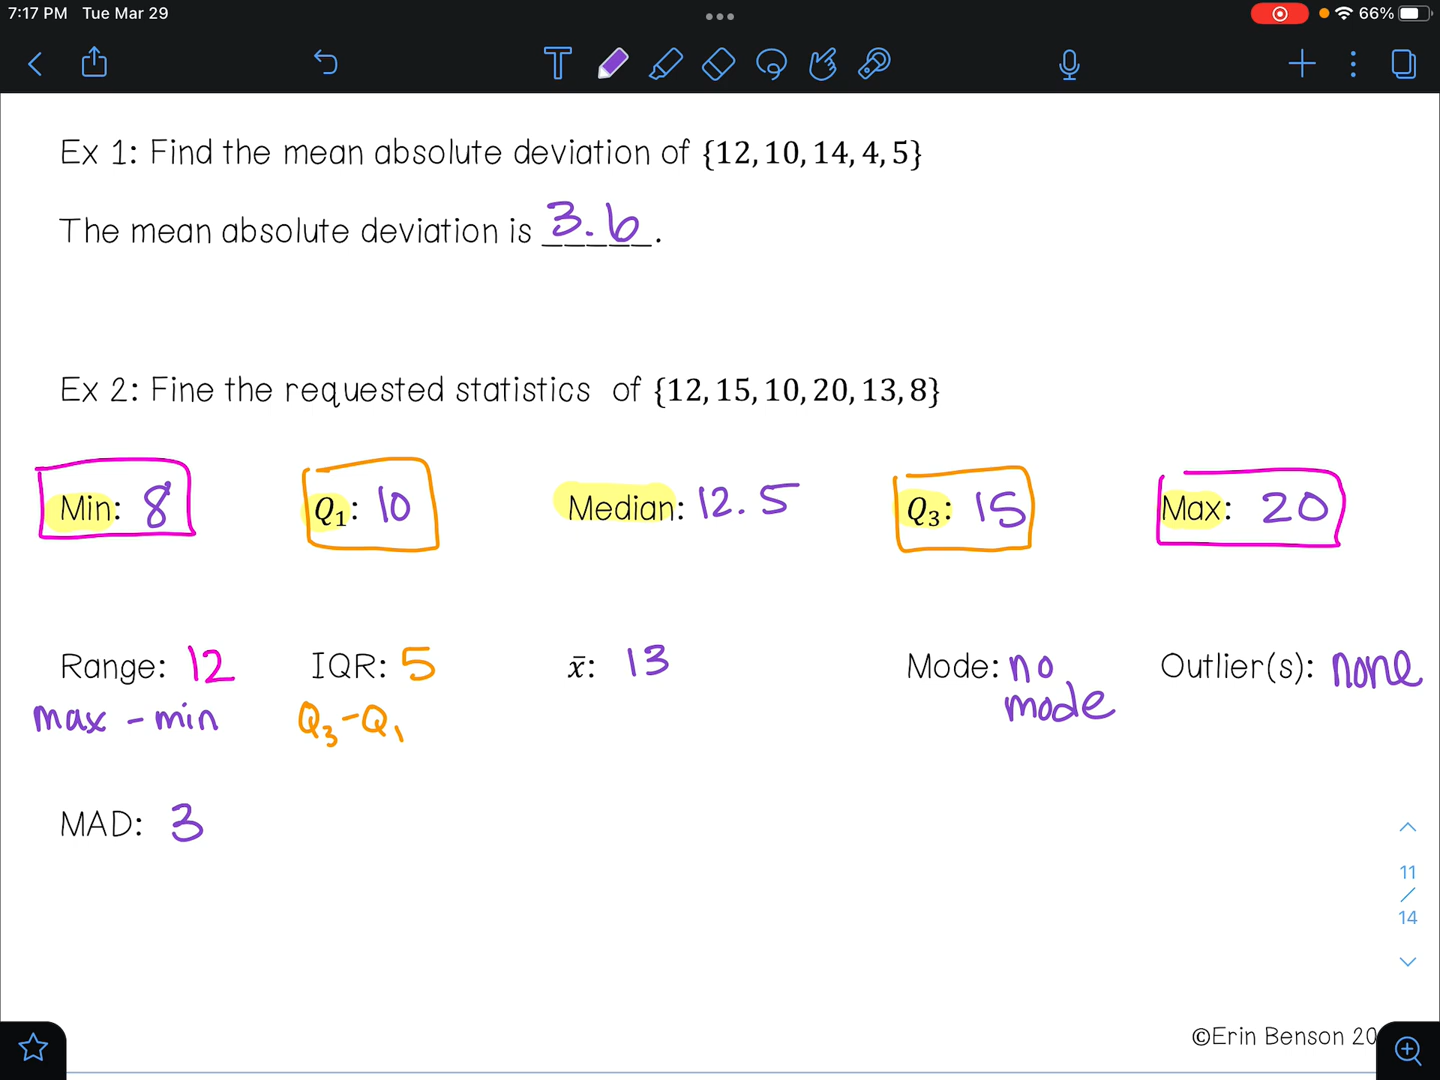 7:17 PM Tue Mar 29
66%
Ex 1: Find the mean absolute deviation of {12, 10, 14, 4, 5}
The mean absolute deviation is 3.6.
Ex 2: Fine the requested statistics of {12, 15, 10, 20, 13, 8}
Min: 8 Q₁: 10 Median: 12.5 Q₃: 15 Max: 20
Range: 12 IQR: 5 x̄: 13 Mode: no mode Outlier(s): none
max - min Q₃-Q₁
MAD: 3
11
/
14
©Erin Benson 20